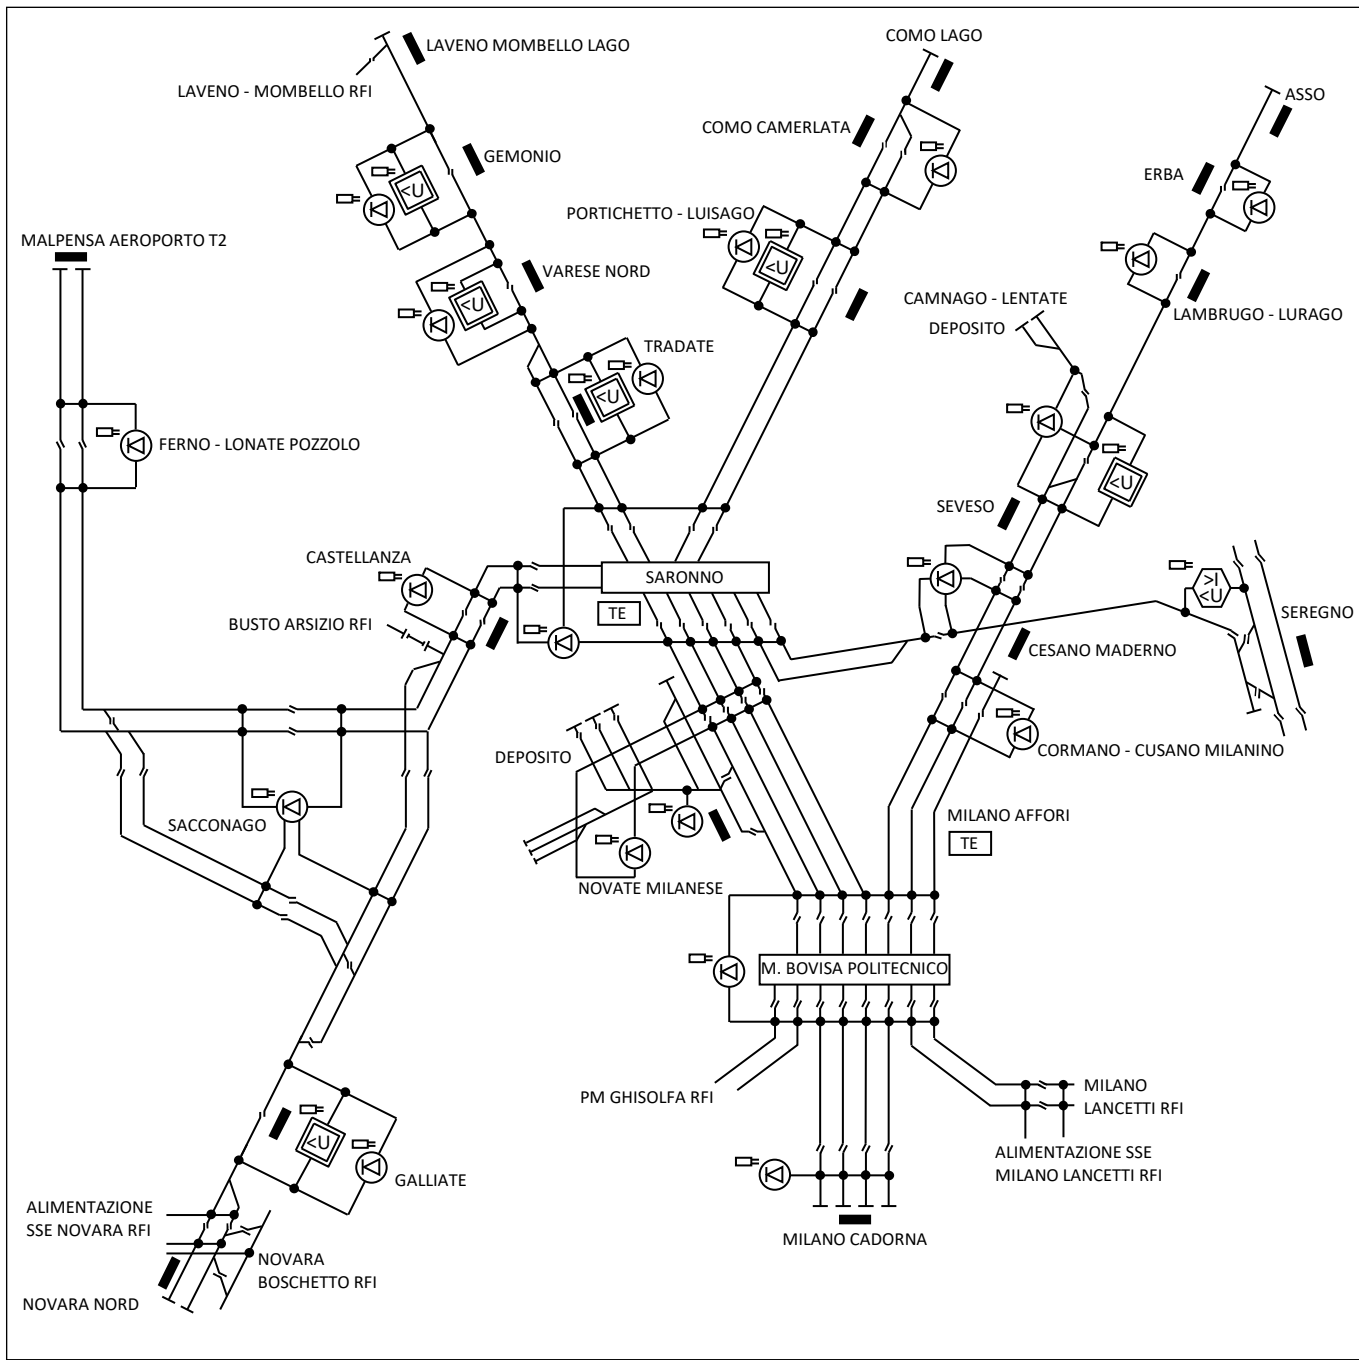 COMO LAGO
LAVENO MOMBELLO LAGO
LAVENO - MOMBELLO RFI
ASSO
COMO CAMERLATA
GEMONIO
ERBA
<U
PORTICHETTO - LUISAGO
MALPENSA AEROPORTO T2
VARESE NORD
<U
<U
CAMNAGO - LENTATE
DEPOSITO
LAMBRUGO - LURAGO
TRADATE
<U
FERNO - LONATE POZZOLO
<U
SEVESO
CASTELLANZA
SARONNO
>I
<U
TE
SEREGNO
BUSTO ARSIZIO RFI
CESANO MADERNO
DEPOSITO
CORMANO - CUSANO MILANINO
SACCONAGO
MILANO AFFORI
TE
NOVATE MILANESE
M. BOVISA POLITECNICO
PM GHISOLFA RFI
MILANO
LANCETTI RFI
<U
ALIMENTAZIONE SSE
MILANO LANCETTI RFI
GALLIATE
ALIMENTAZIONE
SSE NOVARA RFI
MILANO CADORNA
NOVARA
BOSCHETTO RFI
NOVARA NORD